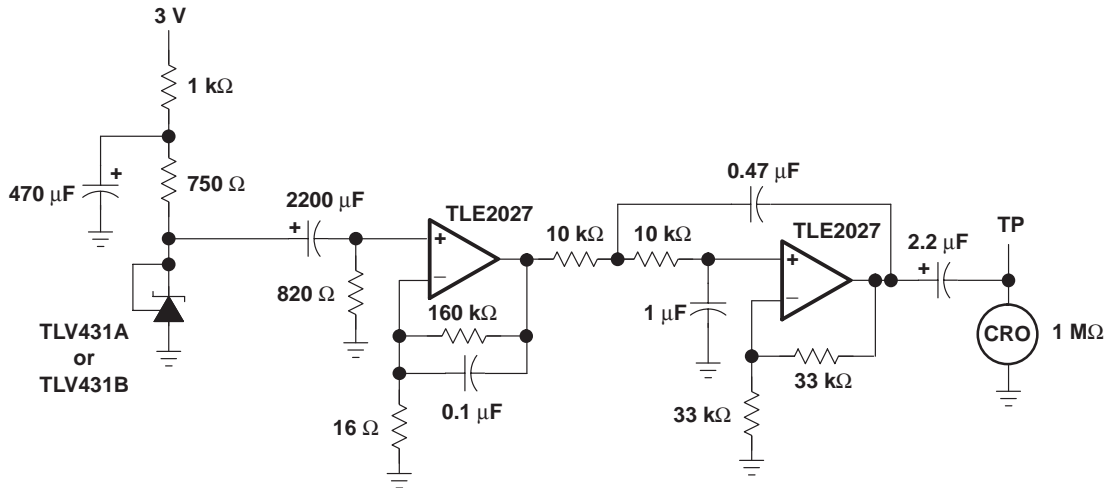 3 V
1 kΩ
470 μF
+
750 Ω
2200 μF
+
820 Ω
TLV431A
or
TLV431B
TLE2027
+
−
160 kΩ
0.1 μF
16 Ω
10 kΩ
10 kΩ
0.47 μF
1 μF
TLE2027
+
−
33 kΩ
33 kΩ
2.2 μF
+
TP
CRO
1 MΩ